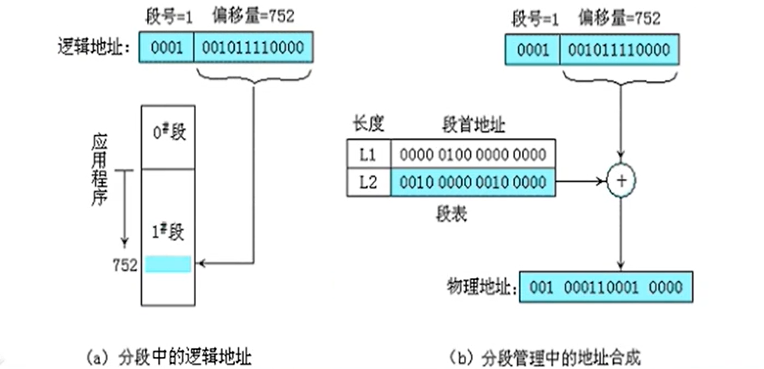 段号=1 偏移量=752
逻辑地址: 0001 001011110000
应用程序
0#段
1#段
752
(a) 分段中的逻辑地址
段号=1 偏移量=752
0001 001011110000
长度 段首地址
L1 0000 0100 0000 0000
L2 0010 0000 0010 0000
+
段表
物理地址: 001 000110001 0000
(b) 分段管理中的地址合成